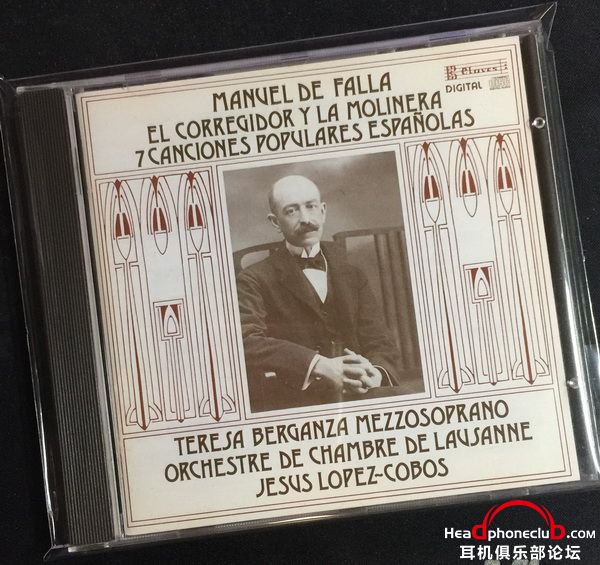 Claves
DIGITAL
MANUEL DE FALLA
EL CORREGIDOR Y LA MOLINERA
7 CANCIONES POPULARES ESPAÑOLAS
TERESA BERGANZA MEZZOSOPRANO
ORCHESTRE DE CHAMBRE DE LAUSANNE
JESUS LOPEZ-COBOS
Headphoneclub.com
耳机俱乐部论坛